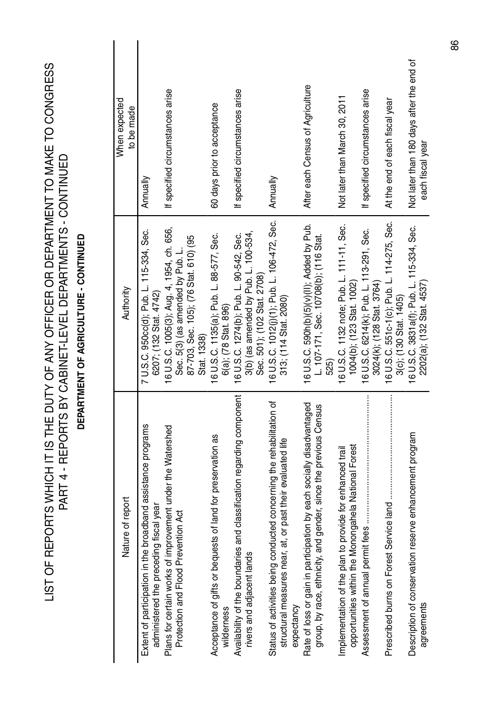 LIST OF REPORTS WHICH IT IS THE DUTY OF ANY OFFICER OR DEPARTMENT TO MAKE TO CONGRESS
PART 4 - REPORTS BY CABINET-LEVEL DEPARTMENTS - CONTINUED
DEPARTMENT OF AGRICULTURE - CONTINUED
Nature of report
Authority
When expected
to be made
Extent of participation in the broadband assistance programs
administered the preceding fiscal year
7 U.S.C. 950cc(d); Pub. L. 115-334, Sec.
6207; (132 Stat. 4742)
Annually
Plans for certain works of improvement under the Watershed
Protection and Flood Prevention Act
16 U.S.C. 1005(3); Aug. 4, 1954, ch. 656,
Sec. 5(3) (as amended by Pub. L.
87-703, Sec. 105); (76 Stat. 610) (95
Stat. 1338)
If specified circumstances arise
Acceptance of gifts or bequests of land for preservation as
wilderness
16 U.S.C. 1135(a); Pub. L. 88-577, Sec.
6(a); (78 Stat. 896)
60 days prior to acceptance
Availability of the boundaries and classification regarding component
rivers and adjacent lands
16 U.S.C. 1274(b); Pub. L. 90-542, Sec.
3(b) (as amended by Pub. L. 100-534,
Sec. 501); (102 Stat. 2708)
If specified circumstances arise
Status of activities being conducted concerning the rehabilitation of
structural measures near, at, or past their evaluated life
expectancy
16 U.S.C. 1012(j)(1); Pub. L. 106-472, Sec.
313; (114 Stat. 2080)
Annually
Rate of loss or gain in participation by each socially disadvantaged
group, by race, ethnicity, and gender, since the previous Census
16 U.S.C. 590hh(b)(5)(v)(II); Added by Pub.
L. 107-171, Sec. 10708(b); (116 Stat.
525)
After each Census of Agriculture
Implementation of the plan to provide for enhanced trail
opportunities within the Monongahela National Forest
16 U.S.C. 1132 note; Pub. L. 111-11, Sec.
1004(b); (123 Stat. 1002)
Not later than March 30, 2011
Assessment of annual permit fees
16 U.S.C. 6214(k); Pub. L. 113-291, Sec.
3024(k); (128 Stat. 3764)
If specified circumstances arise
Prescribed burns on Forest Service land
16 U.S.C. 551c-1(c); Pub. L. 114-275, Sec.
3(c); (130 Stat. 1405)
At the end of each fiscal year
Description of conservation reserve enhancement program
agreements
16 U.S.C. 3831a(f); Pub. L. 115-334, Sec.
2202(a); (132 Stat. 4537)
Not later than 180 days after the end of
each fiscal year
86